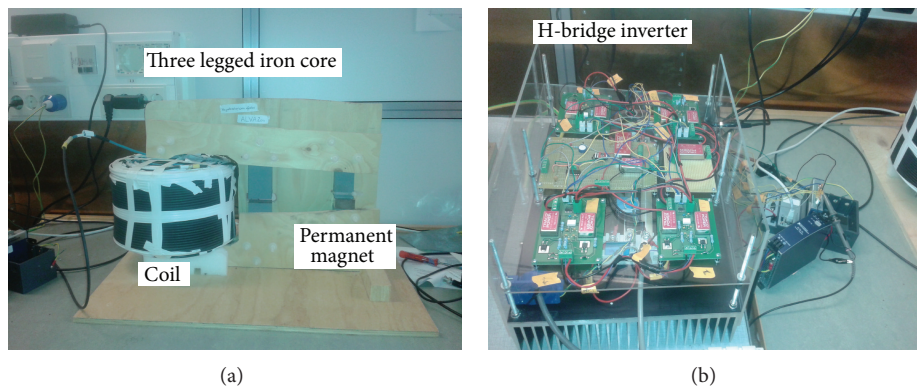 Three legged iron core
Coil
Permanent
magnet
(a)
H-bridge inverter
(b)